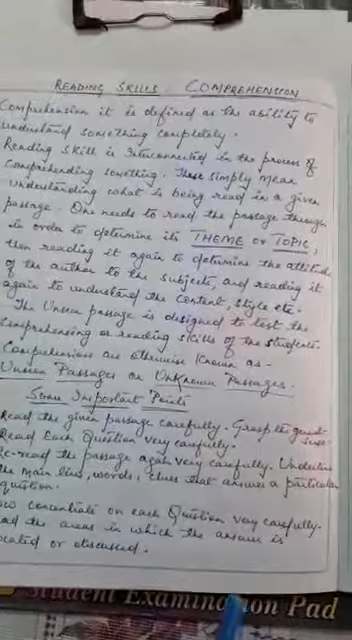 READING SKILLS : COMPREHENSION
Comprehension it is defined as the ability to
understand something completely.
Reading skill is Interconnected in the process of
comprehending something. These simply mean
understanding what is being read in a given
passage. One needs to read the passage through
in order to determine its THEME or TOPIC,
then reading it again to determine the attitude
of the author to the subjects, and reading it
again to understand the content, style etc.
The Unseen passage is designed to test the
comprehending or reading skills of the students.
Comprehensions are otherwise known as -
Unseen Passages or UnKnown Passages.
Some Important Points
Read the given passage carefully. Grasp the
Read Each Question very carefully.
Re-read the passage again very carefully. Underline
the main line, words, clues that answer a particular
question.
concentrate on each Question very carefully.
the areas in which the answer is
located or discussed.
Student Examination Pad